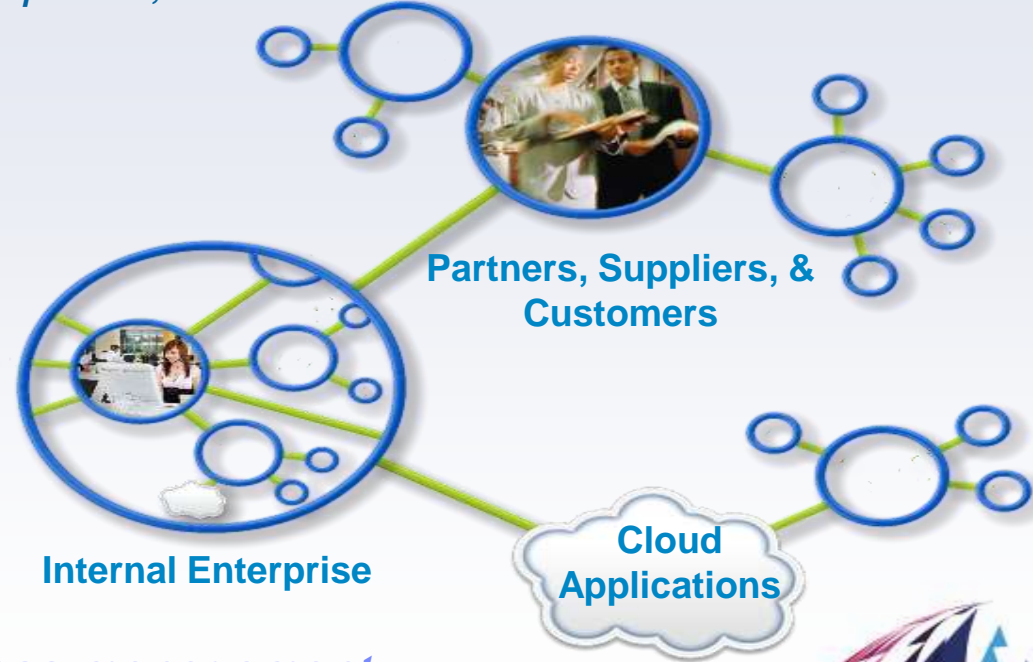 Partners, Suppliers, &
Customers
Internal Enterprise
Cloud
Applications